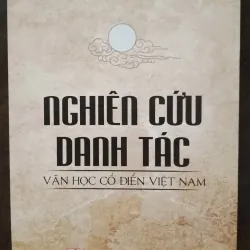 NGHIÊN CỨU
DANH TÁC
VĂN HỌC CỔ ĐIỂN VIỆT NAM